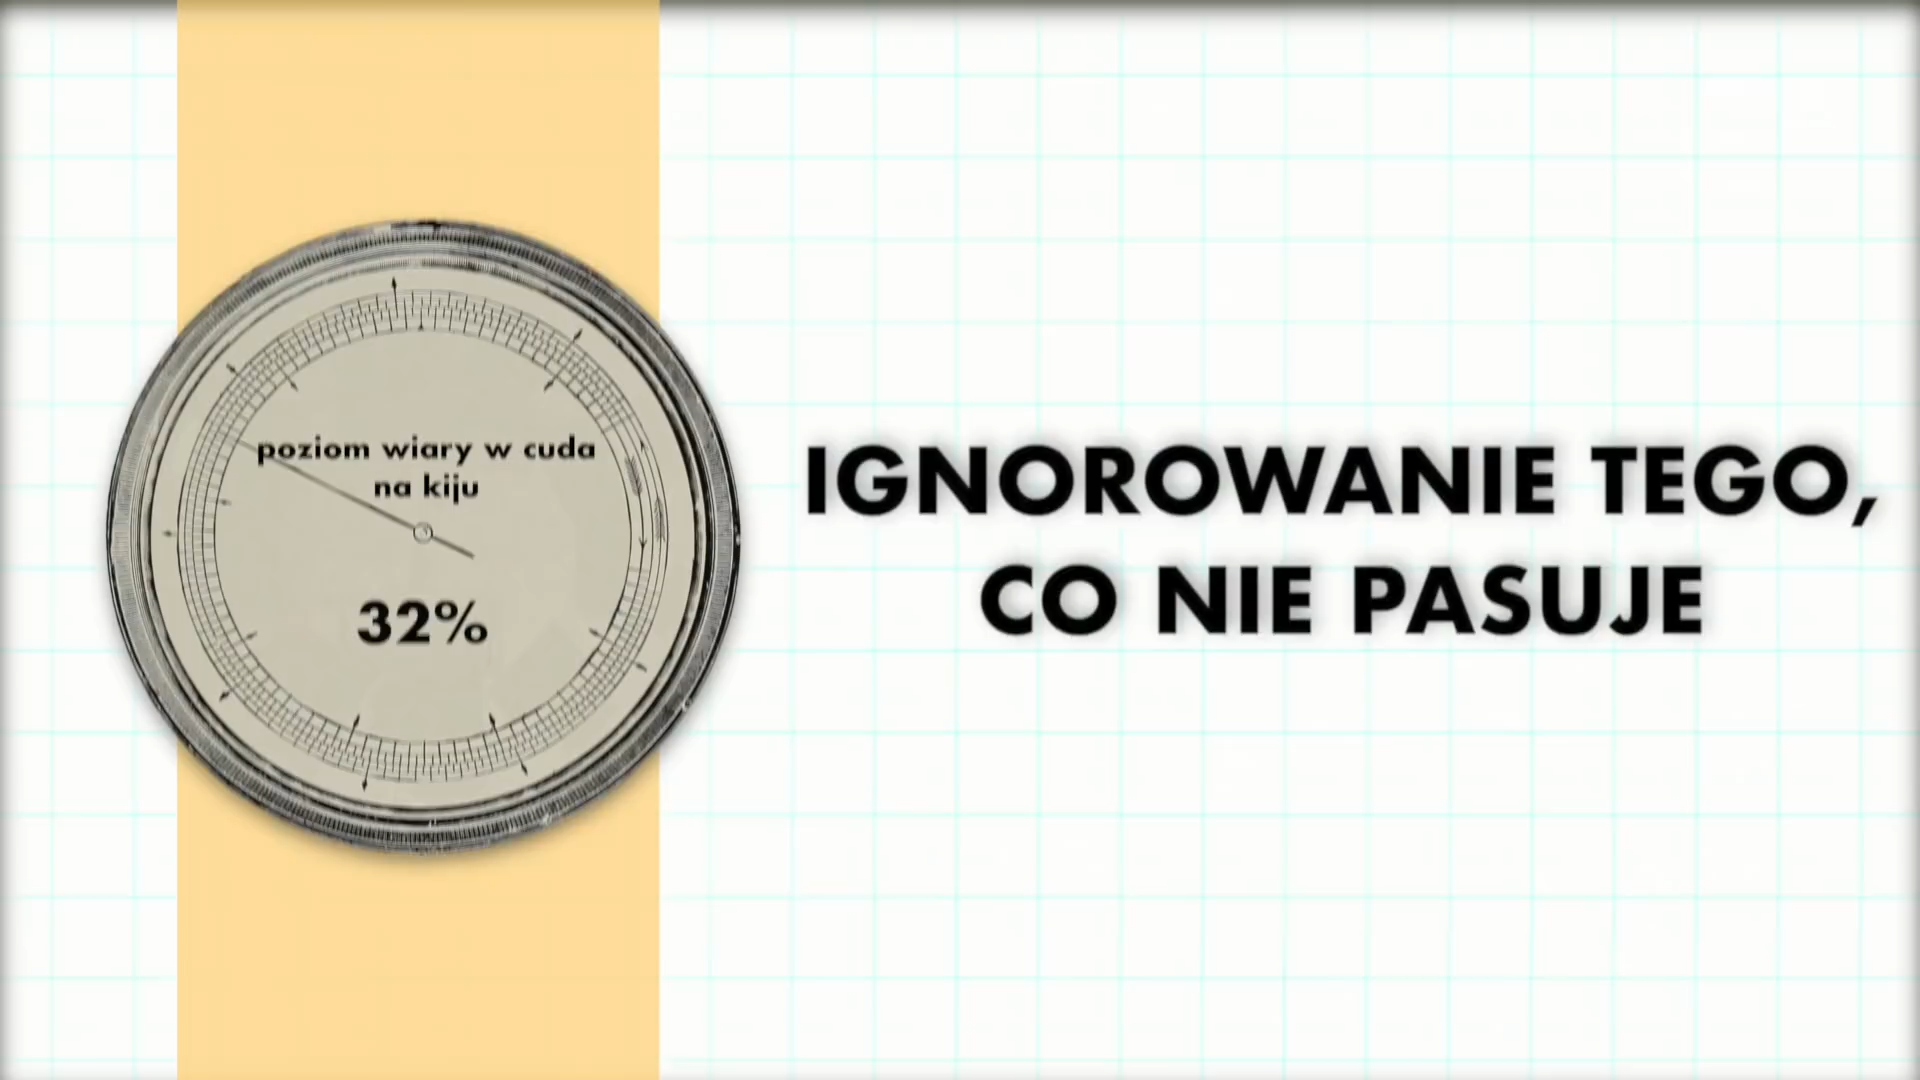 poziom wiary w cuda
na kiju
32%
IGNOROWANIE TEGO,
CO NIE PASUJE